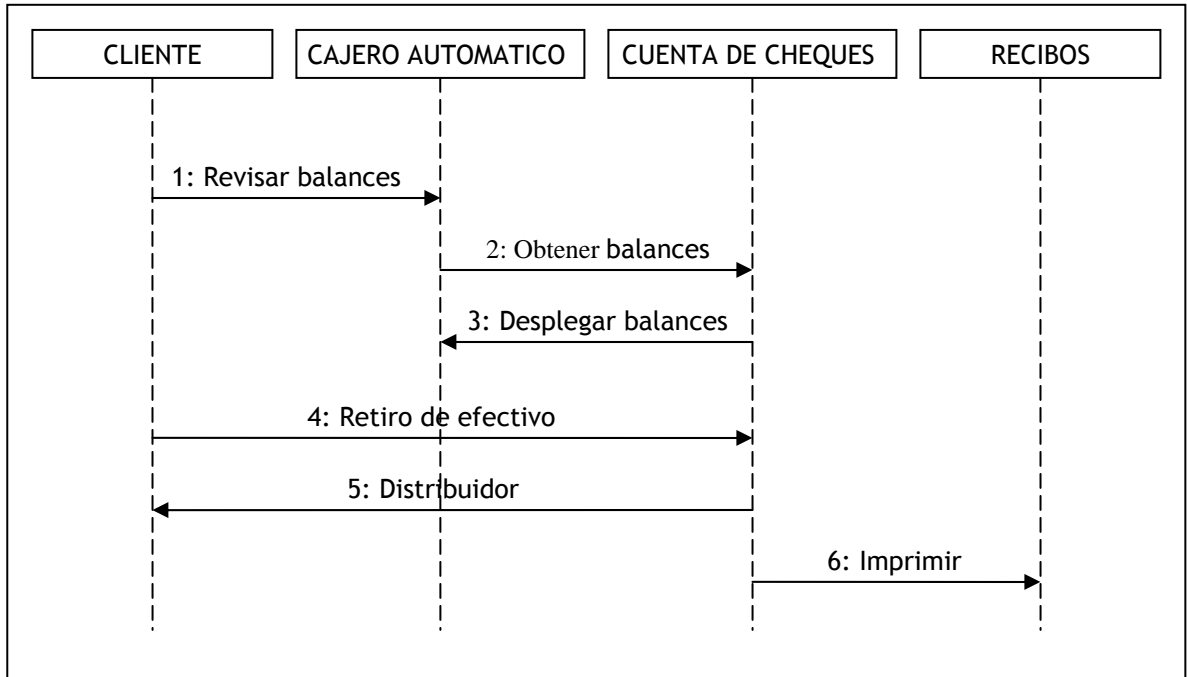 CLIENTE
CAJERO AUTOMATICO
CUENTA DE CHEQUES
RECIBOS
1: Revisar balances
2: Obtener balances
3: Desplegar balances
4: Retiro de efectivo
5: Distribuidor
6: Imprimir